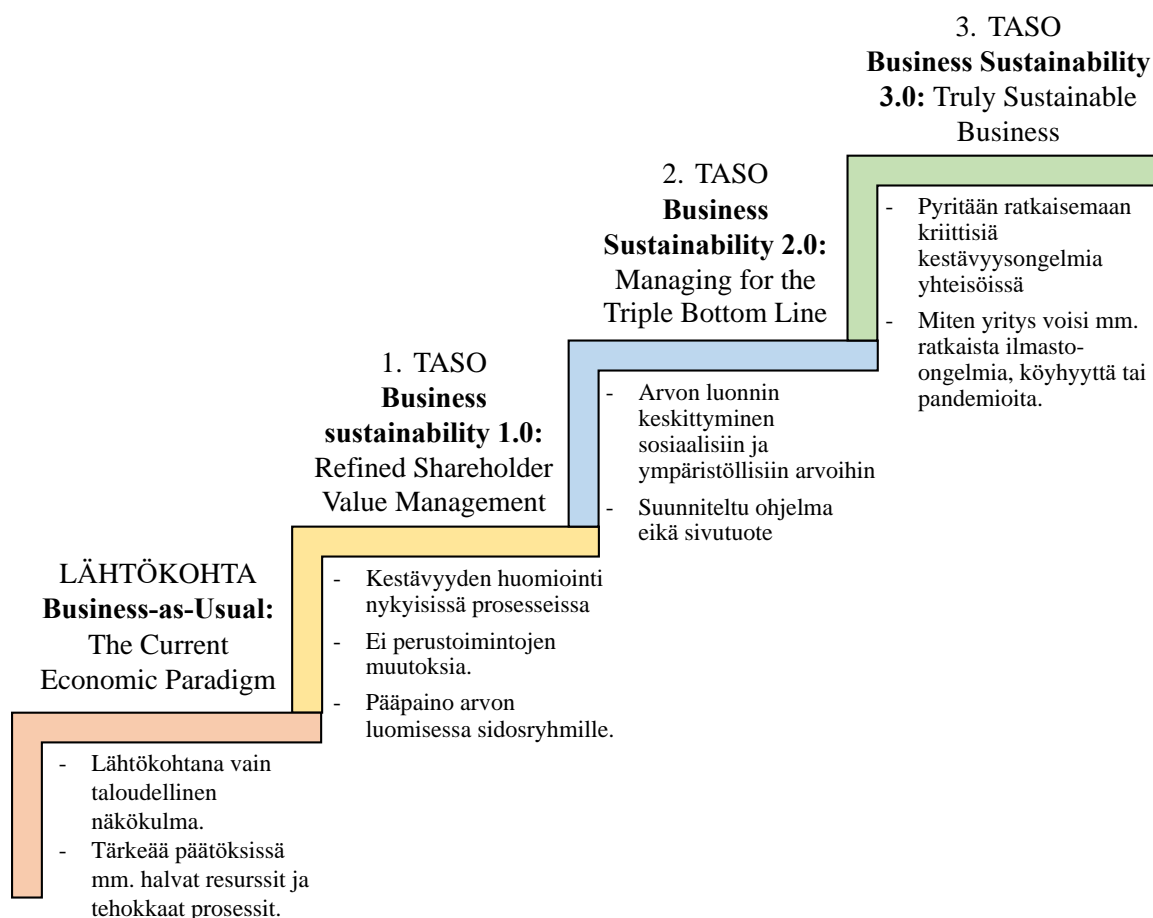 LÄHTÖKOHTA
Business-as-Usual:
The Current
Economic Paradigm
- Lähtökohtana vain
taloudellinen
näkökulma.
- Tärkeää päätöksissä
mm. halvat resurssit ja
tehokkaat prosessit.
1. TASO
Business
sustainability 1.0:
Refined Shareholder
Value Management
- Kestävyyden huomiointi
nykyisissä prosesseissa
- Ei perustoimintojen
muutoksia.
- Pääpaino arvon
luomisessa sidosryhmille.
2. TASO
Business
Sustainability 2.0:
Managing for the
Triple Bottom Line
- Arvon luonnin
keskittyminen
sosiaalisiin ja
ympäristöllisiin arvoihin
- Suunniteltu ohjelma
eikä sivutuote
3. TASO
Business Sustainability
3.0: Truly Sustainable
Business
- Pyritään ratkaisemaan
kriittisiä
kestävyysongelmia
yhteisöissä
- Miten yritys voisi mm.
ratkaista ilmasto-
ongelmia, köyhyyttä tai
pandemioita.